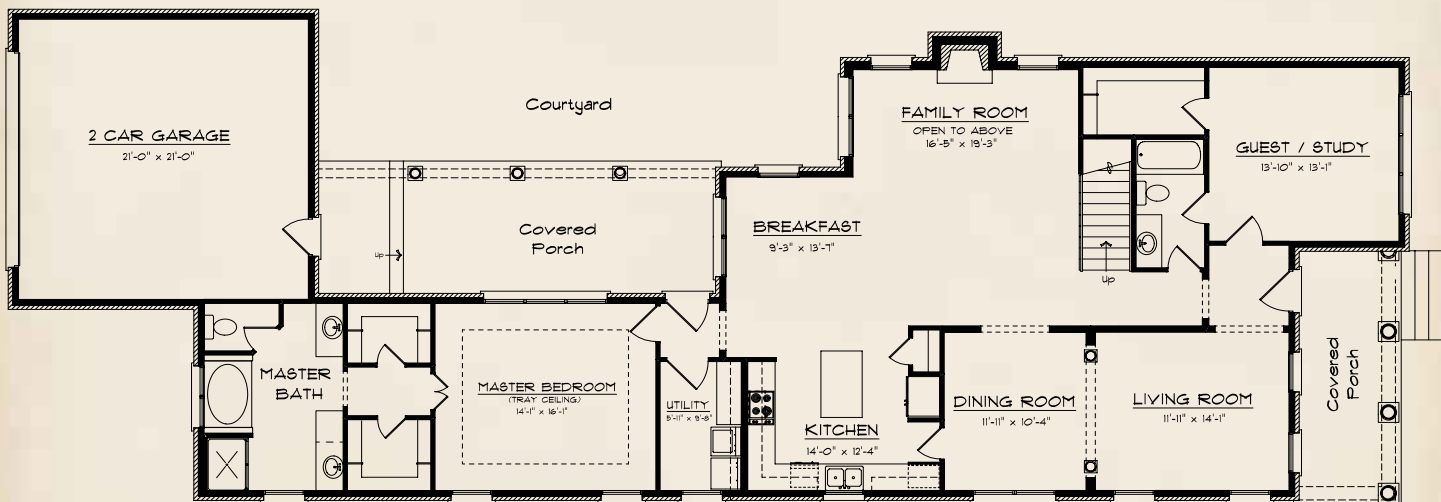 2 CAR GARAGE
21'-0" x 21'-0"
Courtyard
Covered
Porch
Up
FAMILY ROOM
OPEN TO ABOVE
16'-5" x 19'-3"
BREAKFAST
9'-3" x 13'-7"
Up
GUEST / STUDY
13'-10" x 13'-1"
MASTER
BATH
MASTER BEDROOM
(TRAY CEILING)
14'-1" x 16'-1"
UTILITY
5'-11" x 9'-8"
KITCHEN
14'-0" x 12'-4"
DINING ROOM
11'-11" x 10'-4"
LIVING ROOM
11'-11" x 14'-1"
Covered
Porch